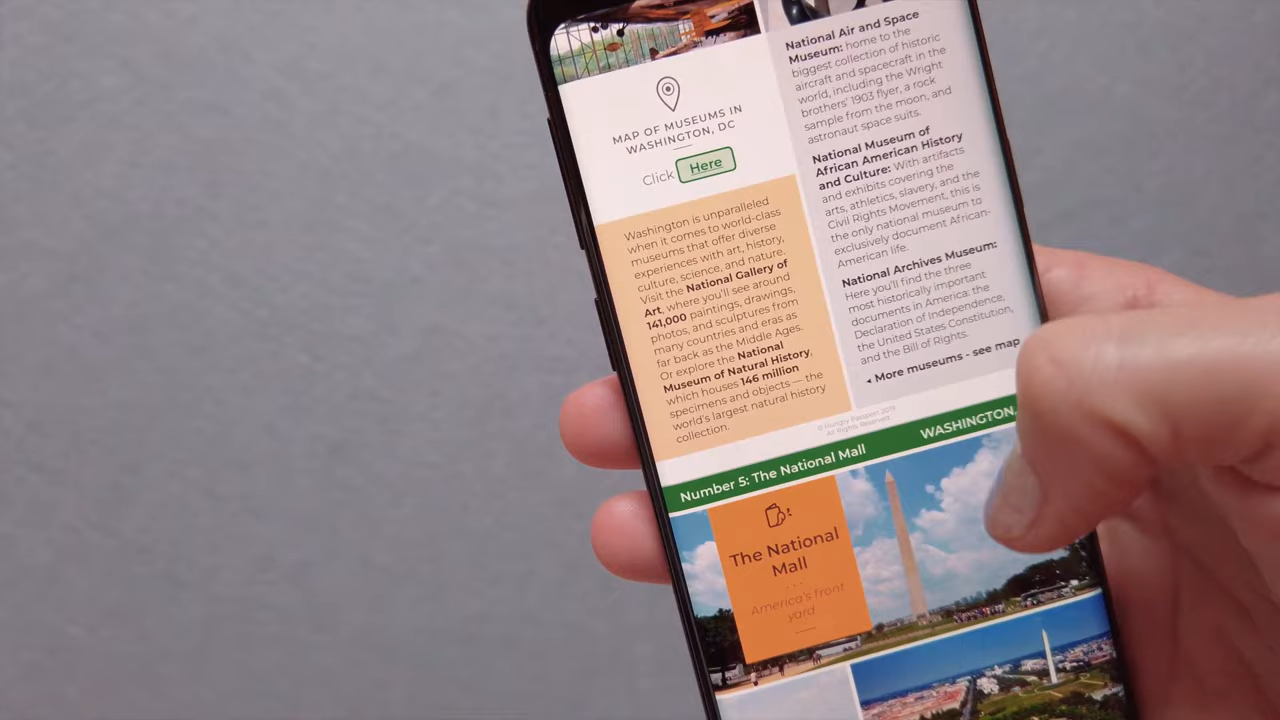 MAP OF MUSEUMS IN
WASHINGTON, DC
Click Here
Washington is unparalleled
when it comes to world-class
museums that offer diverse
experiences with art, history,
culture, science, and nature.
Visit the National Gallery of
Art, where you'll see around
141,000 paintings, drawings,
photos, and sculptures from
many countries and eras as
far back as the Middle Ages.
Or explore the National
Museum of Natural History,
which houses 146 million
specimens and objects — the
world's largest natural history
collection.
National Air and Space
Museum: home to the
biggest collection of historic
aircraft and spacecraft in the
world, including the Wright
brothers' 1903 flyer, a rock
sample from the moon, and
astronaut space suits.
National Museum of
African American History
and Culture: With artifacts
and exhibits covering the
arts, athletics, slavery, and the
Civil Rights Movement, this is
the only national museum to
exclusively document African-
American life.
National Archives Museum:
Here you'll find the three
most historically important
documents in America: the
Declaration of Independence,
the United States Constitution,
and the Bill of Rights.
◂ More museums - see map
© Hungry Passport 2019
All Rights Reserved
Number 5: The National Mall
WASHINGTON,
The National
Mall
America's front
yard